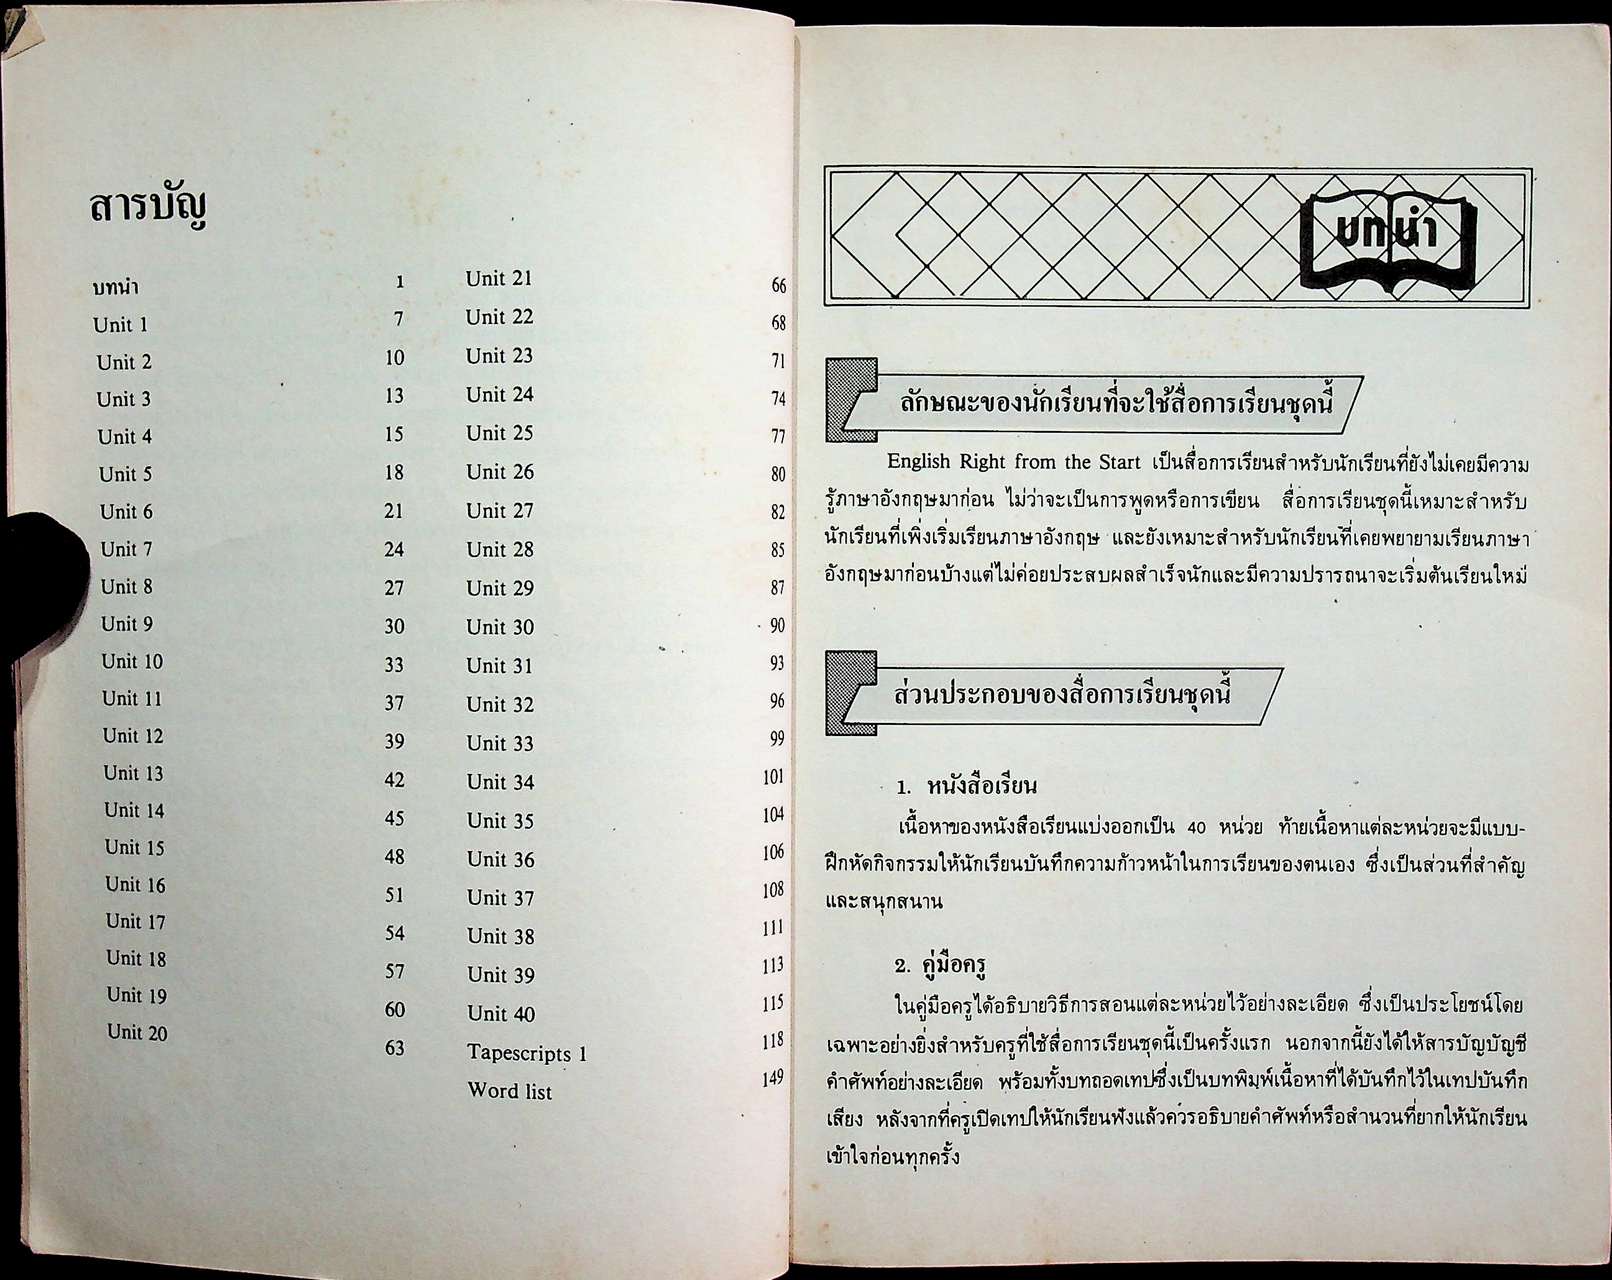 สารบัญ
บทนำ 1
Unit 1 7
Unit 2 10
Unit 3 13
Unit 4 15
Unit 5 18
Unit 6 21
Unit 7 24
Unit 8 27
Unit 9 30
Unit 10 33
Unit 11 37
Unit 12 39
Unit 13 42
Unit 14 45
Unit 15 48
Unit 16 51
Unit 17 54
Unit 18 57
Unit 19 60
Unit 20 63
Unit 21 66
Unit 22 68
Unit 23 71
Unit 24 74
Unit 25 77
Unit 26 80
Unit 27 82
Unit 28 85
Unit 29 87
Unit 30 90
Unit 31 93
Unit 32 96
Unit 33 99
Unit 34 101
Unit 35 104
Unit 36 106
Unit 37 108
Unit 38 111
Unit 39 113
Unit 40 115
Tapescripts 1 118
Word list 149
บทนำ
ลักษณะของนักเรียนที่จะใช้สื่อการเรียนชุดนี้
English Right from the Start เป็นสื่อการเรียนสำหรับนักเรียนที่ยังไม่เคยมีความ
รู้ภาษาอังกฤษมาก่อน ไม่ว่าจะเป็นการพูดหรือการเขียน สื่อการเรียนชุดนี้เหมาะสำหรับ
นักเรียนที่เพิ่งเริ่มเรียนภาษาอังกฤษ และยังเหมาะสำหรับนักเรียนที่เคยพยายามเรียนภาษา
อังกฤษมาก่อนบ้างแต่ไม่ค่อยประสบผลสำเร็จนักและมีความปรารถนาจะเริ่มต้นเรียนใหม่
ส่วนประกอบของสื่อการเรียนชุดนี้
1. หนังสือเรียน
เนื้อหาของหนังสือเรียนแบ่งออกเป็น 40 หน่วย ท้ายเนื้อหาแต่ละหน่วยจะมีแบบ-
ฝึกหัดกิจกรรมให้นักเรียนบันทึกความก้าวหน้าในการเรียนของตนเอง ซึ่งเป็นส่วนที่สำคัญ
และสนุกสนาน
2. คู่มือครู
ในคู่มือครูได้อธิบายวิธีการสอนแต่ละหน่วยไว้อย่างละเอียด ซึ่งเป็นประโยชน์โดย
เฉพาะอย่างยิ่งสำหรับครูที่ใช้สื่อการเรียนชุดนี้เป็นครั้งแรก นอกจากนี้ยังได้ให้สารบัญบัญชี
คำศัพท์อย่างละเอียด พร้อมทั้งบทถอดเทปซึ่งเป็นบทพิมพ์เนื้อหาที่ได้บันทึกไว้ในเทปบันทึก
เสียง หลังจากที่ครูเปิดเทปให้นักเรียนฟังแล้วควรอธิบายคำศัพท์หรือสำนวนที่ยากให้นักเรียน
เข้าใจก่อนทุกครั้ง